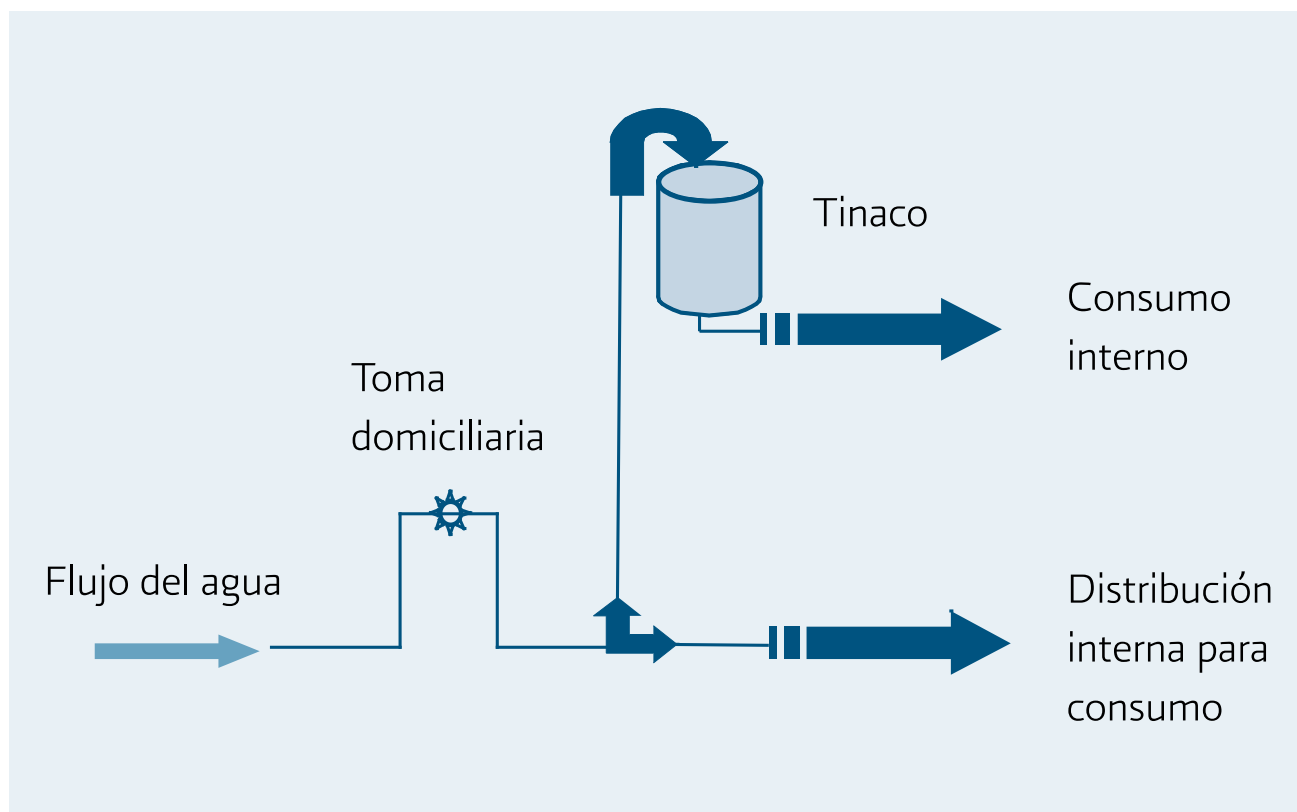 Tinaco
Consumo
interno
Toma
domiciliaria
Flujo del agua
Distribución
interna para
consumo